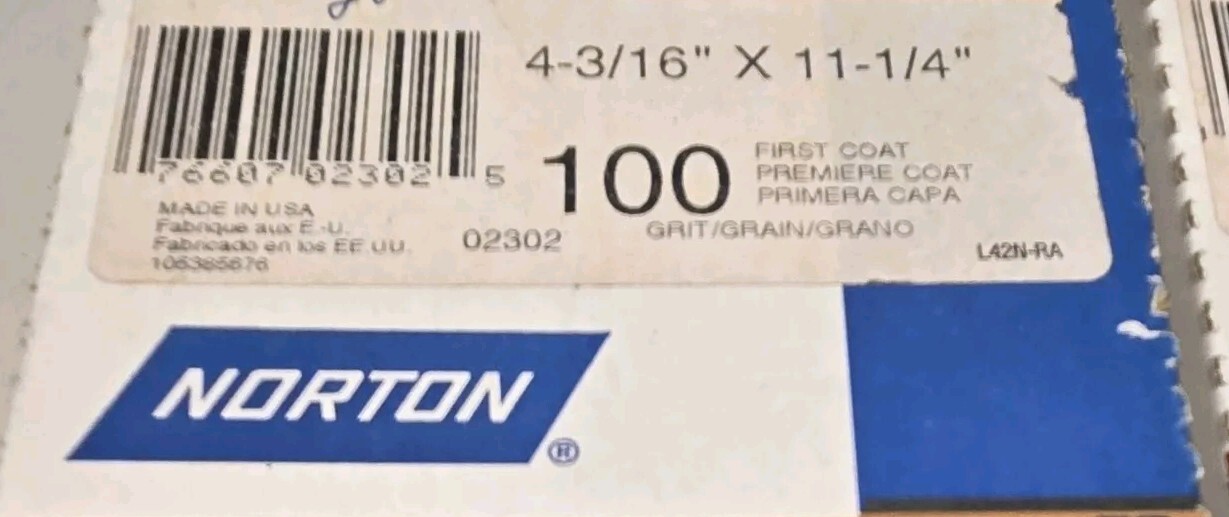 4-3/16" X 11-1/4"
76607 02302 5
100
FIRST COAT
PREMIERE COAT
PRIMERA CAPA
GRIT/GRAIN/GRANO
MADE IN USA
Fabrique aux E.-U.
Fabricado en los EE UU.
02302
L42N-RA
NORTON
®